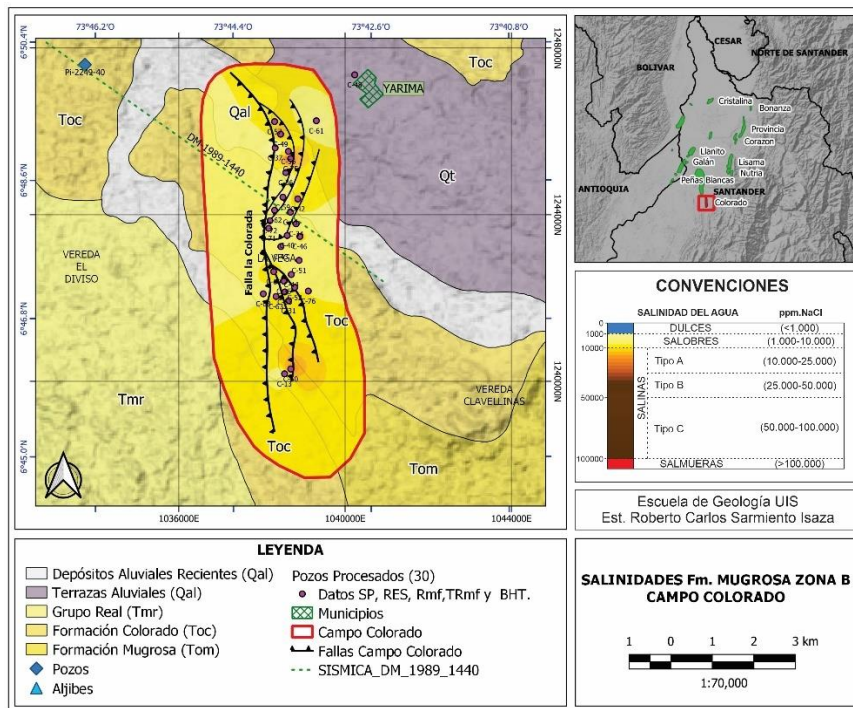 73°46.2'
73°44.4'
73°42.6'
73°40.8'
6°50.4'N
6°48.6'N
6°46.8'N
6°45.0'N
1248000N
1244000N
1240000N
1036000E
1040000E
1044000E
Pi-2249-40
Toc
Toc
Toc
Toc
Toc
Qal
Qt
Tmr
Tom
YARIMA
C-61
DM_1989-1440
Falla la Colorada
VEREDA
EL
DIVISO
VEREDA
CLAVELLINAS
C-46
C-51
C-76
C-13
CESAR
NORTE DE SANTANDER
BOLIVAR
ANTIOQUIA
SANTANDER
Cristalina
Bonanza
Provincia
Corazon
Llanito
Galán
Lisama
Nutria
Peñas Blancas
Colorado
CONVENCIONES
SALINIDAD DEL AGUA ppm.NaCl
0
1000
10000
50000
100000
DULCES (<1.000)
SALOBRES (1.000-10.000)
SALINAS
Tipo A (10.000-25.000)
Tipo B (25.000-50.000)
Tipo C (50.000-100.000)
SALMUERAS (>100.000)
Escuela de Geología UIS
Est. Roberto Carlos Sarmiento Isaza
LEYENDA
Depósitos Aluviales Recientes (Qal)
Terrazas Aluviales (Qal)
Grupo Real (Tmr)
Formación Colorado (Toc)
Formación Mugrosa (Tom)
Pozos
Aljibes
Pozos Procesados (30)
Datos SP, RES, Rmf,TRmf y BHT.
Municipios
Campo Colorado
Fallas Campo Colorado
SISMICA_DM_1989_1440
SALINIDADES Fm. MUGROSA ZONA B
CAMPO COLORADO
1 0 1 2 3 km
1:70,000